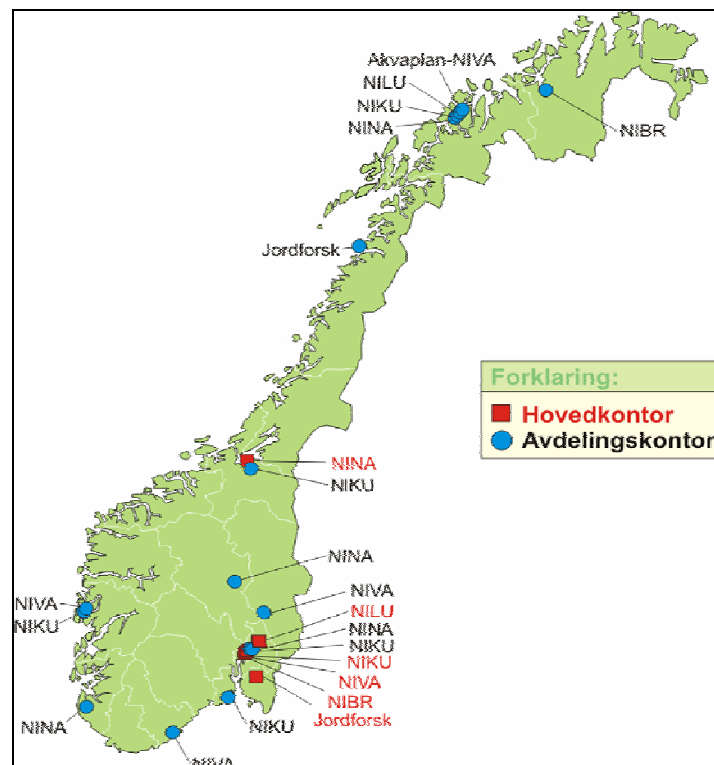 Akvaplan-NIVA
NILU
NIKU
NINA
NIBR
Jordforsk
Forklaring:
Hovedkontor
Avdelingskontor
NINA
NIKU
NINA
NIVA
NIVA
NIKU
NILU
NINA
NIKU
NIKU
NIVA
NIBR
Jordforsk
NINA
NIKU
NIVA